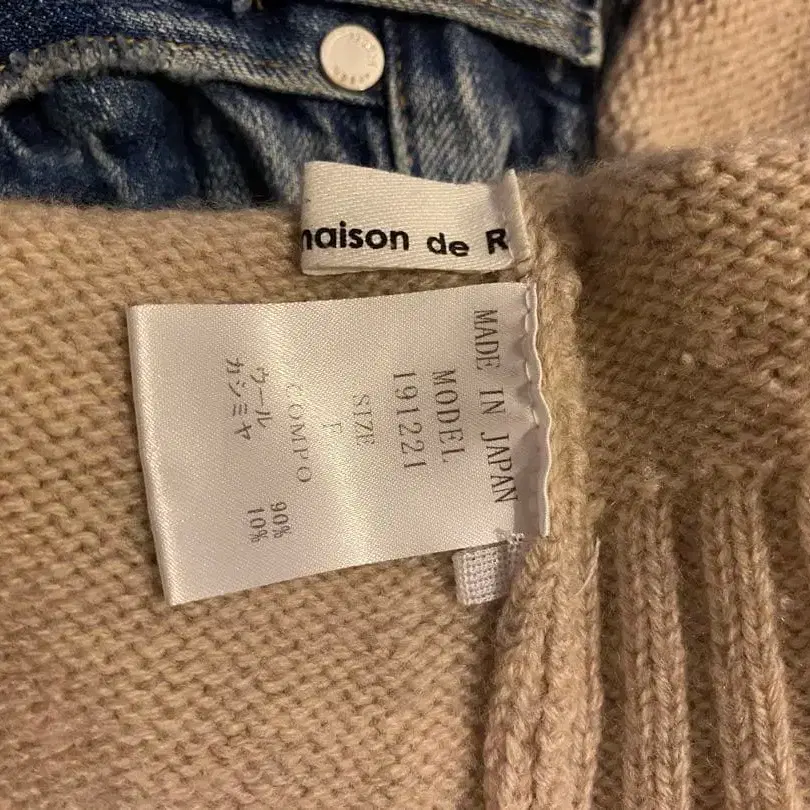 maison de R
MADE IN JAPAN
MODEL
191221
SIZE
F
COMPO
ウール 90%
カシミヤ 10%